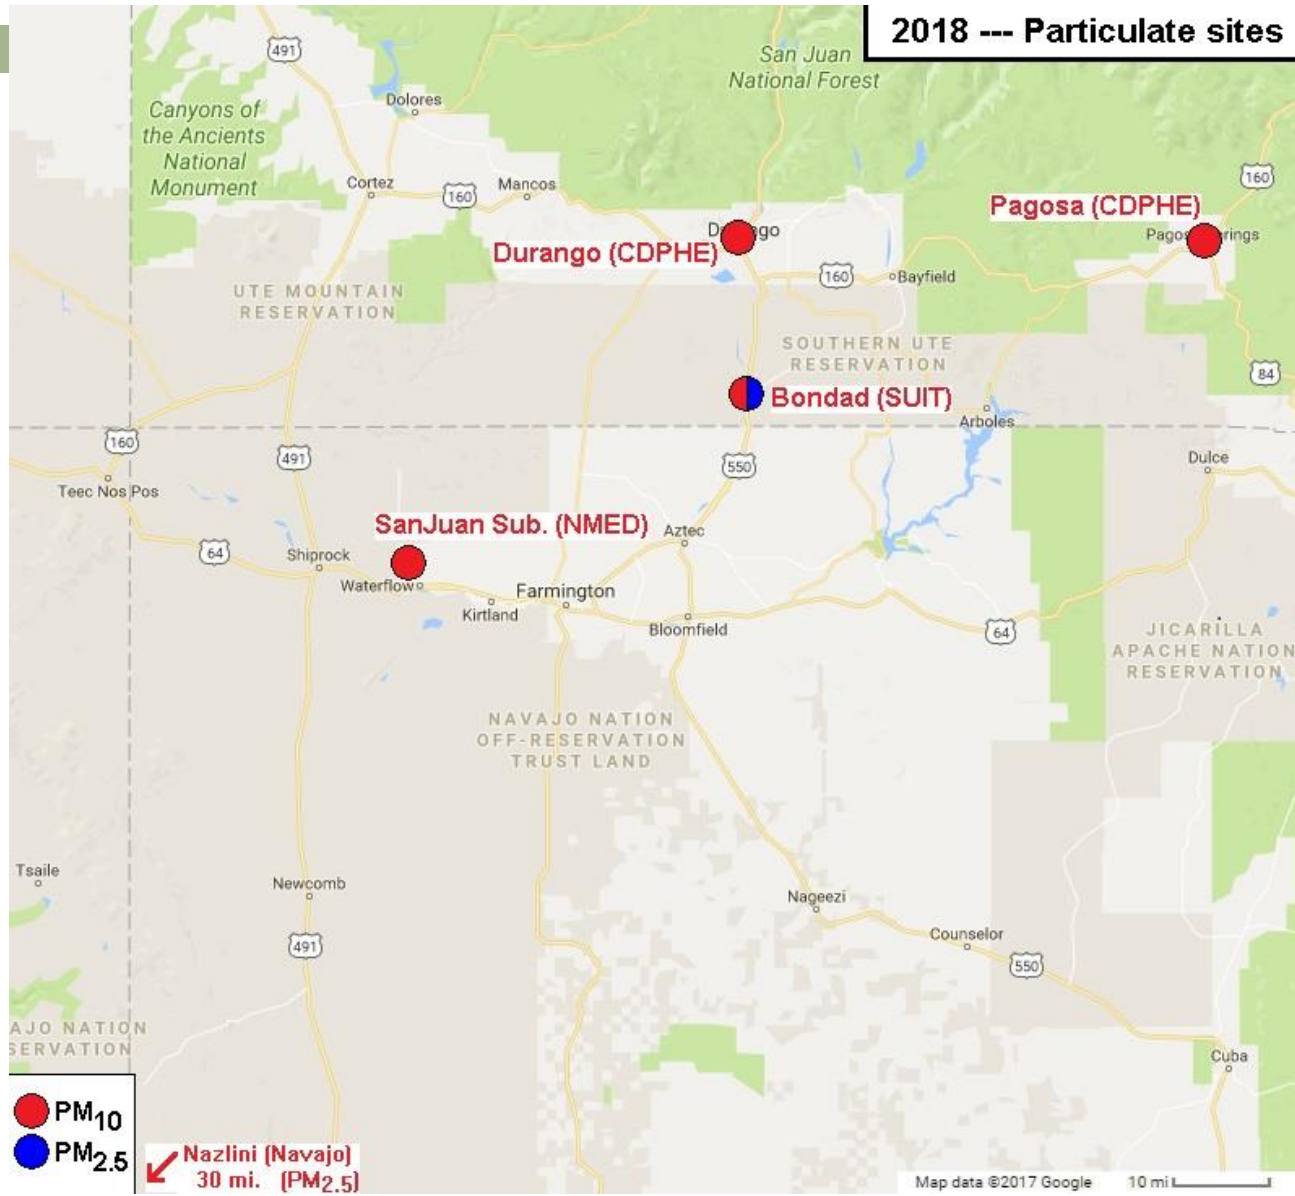 2018 --- Particulate sites
491
San Juan
National Forest
Dolores
Canyons of
the Ancients
National
Monument
Cortez
160
Mancos
160
Pagosa (CDPHE)
Durango (CDPHE)
160
Bayfield
UTE MOUNTAIN
RESERVATION
SOUTHERN UTE
RESERVATION
84
Bondad (SUIT)
Arboles
160
491
550
Dulce
Teec Nos Pos
SanJuan Sub. (NMED)
Aztec
64
Shiprock
Waterflow
Kirtland
Farmington
Bloomfield
64
JICARILLA
APACHE NATION
RESERVATION
NAVAJO NATION
OFF-RESERVATION
TRUST LAND
Tsaile
Newcomb
Nageezi
491
Counselor
550
AJO NATION
SERVATION
Cuba
PM10
PM2.5
Nazlini (Navajo)
30 mi. (PM2.5)
Map data ©2017 Google
10 mi